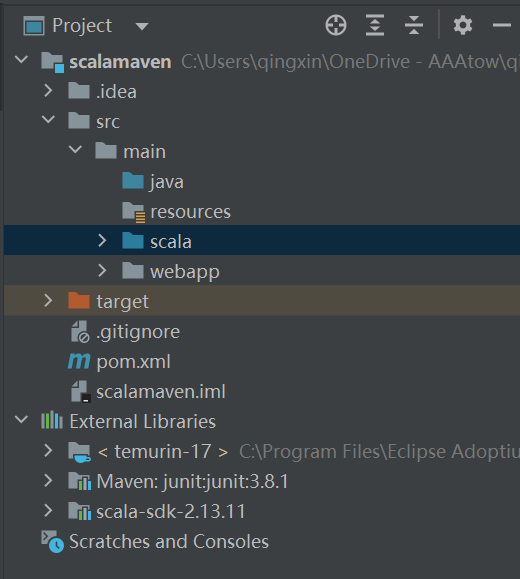 Project
scalamaven C:\Users\qingxin\OneDrive - AAAtow\q
.idea
src
main
java
resources
scala
webapp
target
.gitignore
m pom.xml
scalamaven.iml
External Libraries
< temurin-17 > C:\Program Files\Eclipse Adoptiu
Maven: junit:junit:3.8.1
scala-sdk-2.13.11
Scratches and Consoles